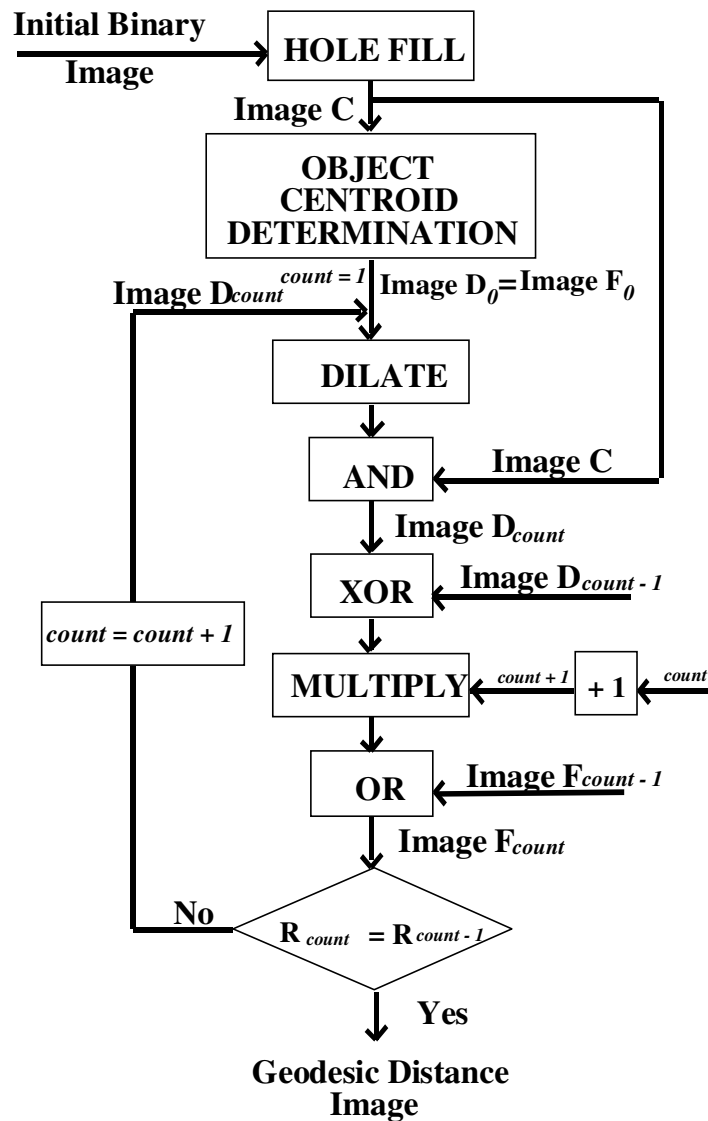 Initial Binary
Image
HOLE FILL
Image C
OBJECT
CENTROID
DETERMINATION
count = 1
Image D0=Image F0
Image Dcount
DILATE
AND
Image C
Image Dcount
XOR
Image Dcount - 1
count = count + 1
MULTIPLY
count + 1
+ 1
count
OR
Image Fcount - 1
Image Fcount
No
R count = R count - 1
Yes
Geodesic Distance
Image